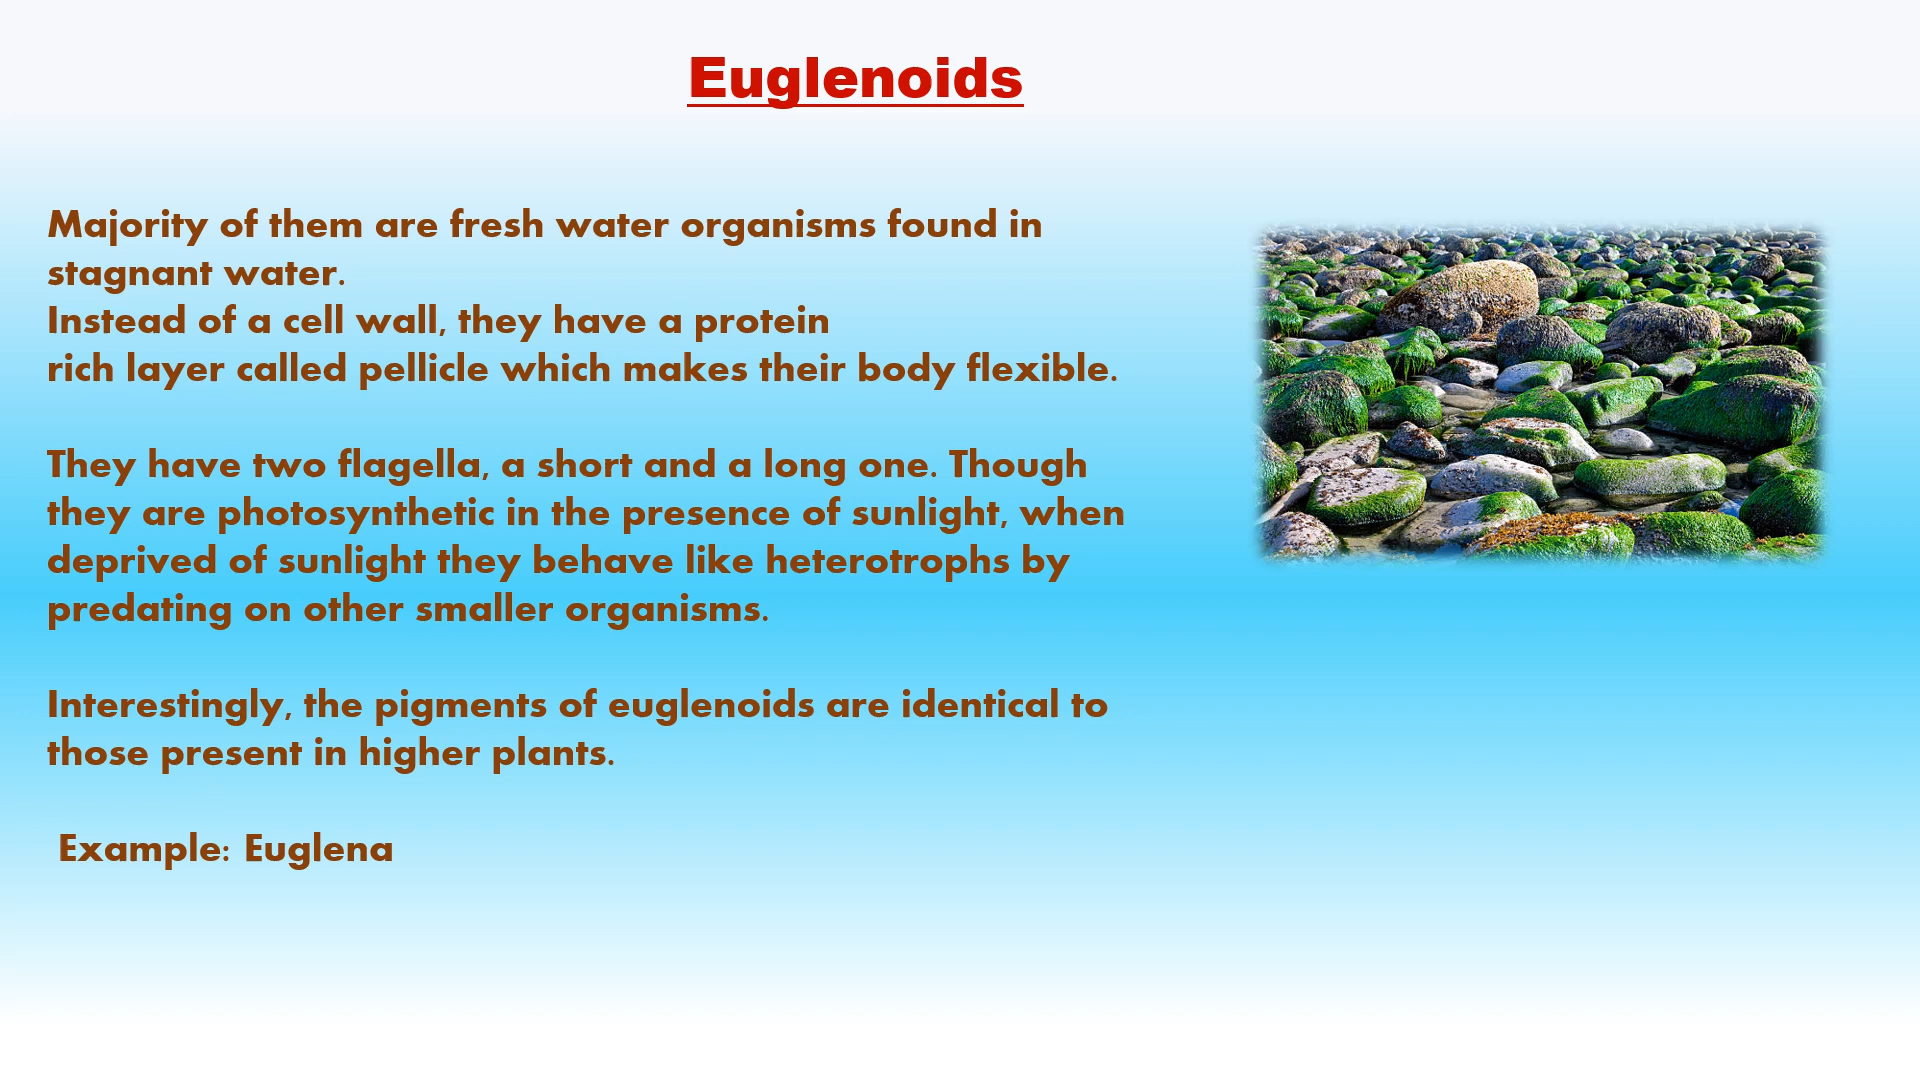 Euglenoids
Majority of them are fresh water organisms found in
stagnant water.
Instead of a cell wall, they have a protein
rich layer called pellicle which makes their body flexible.
They have two flagella, a short and a long one. Though
they are photosynthetic in the presence of sunlight, when
deprived of sunlight they behave like heterotrophs by
predating on other smaller organisms.
Interestingly, the pigments of euglenoids are identical to
those present in higher plants.
Example: Euglena